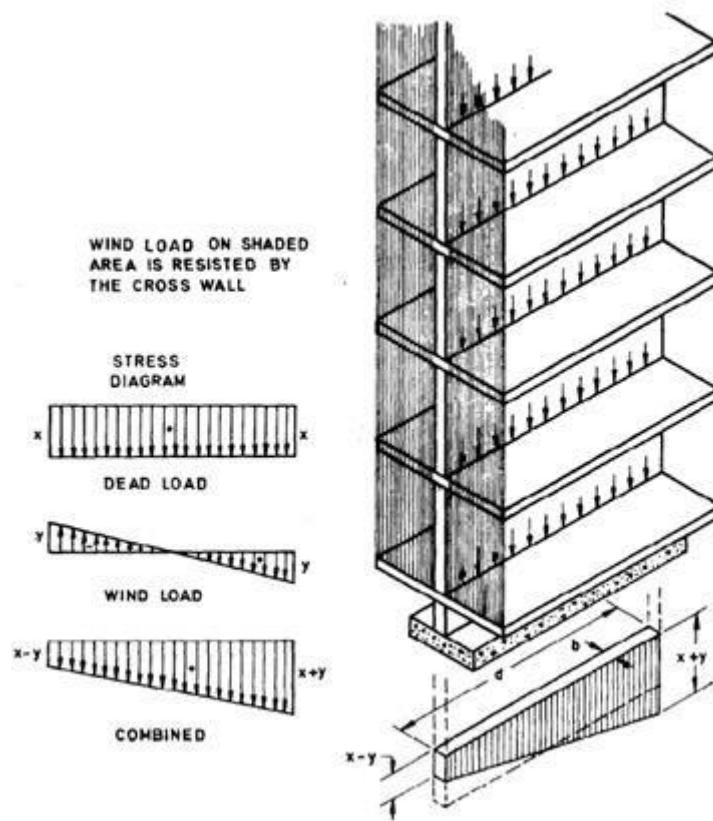 WIND LOAD ON SHADED
AREA IS RESISTED BY
THE CROSS WALL
STRESS
DIAGRAM
x x
DEAD LOAD
y y
WIND LOAD
x-y x+y
COMBINED
b
d
x+y
x-y